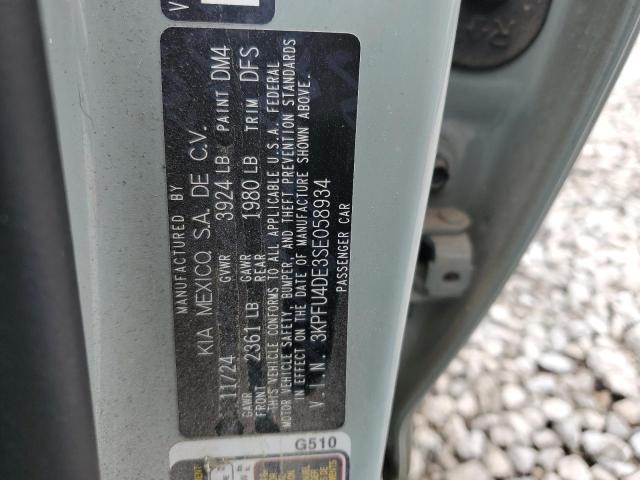 MANUFACTURED BY
KIA MEXICO, S.A. DE C.V.
11/24 GVWR 3924 LB PAINT DM4
GAWR FRONT 2361 LB GAWR REAR 1980 LB TRIM DFS
THIS VEHICLE CONFORMS TO ALL APPLICABLE U.S.A. FEDERAL
MOTOR VEHICLE SAFETY, BUMPER, AND THEFT PREVENTION STANDARDS
IN EFFECT ON THE DATE OF MANUFACTURE SHOWN ABOVE.
V.I.N. 3KPFU4DE3SE058934
PASSENGER CAR
G510